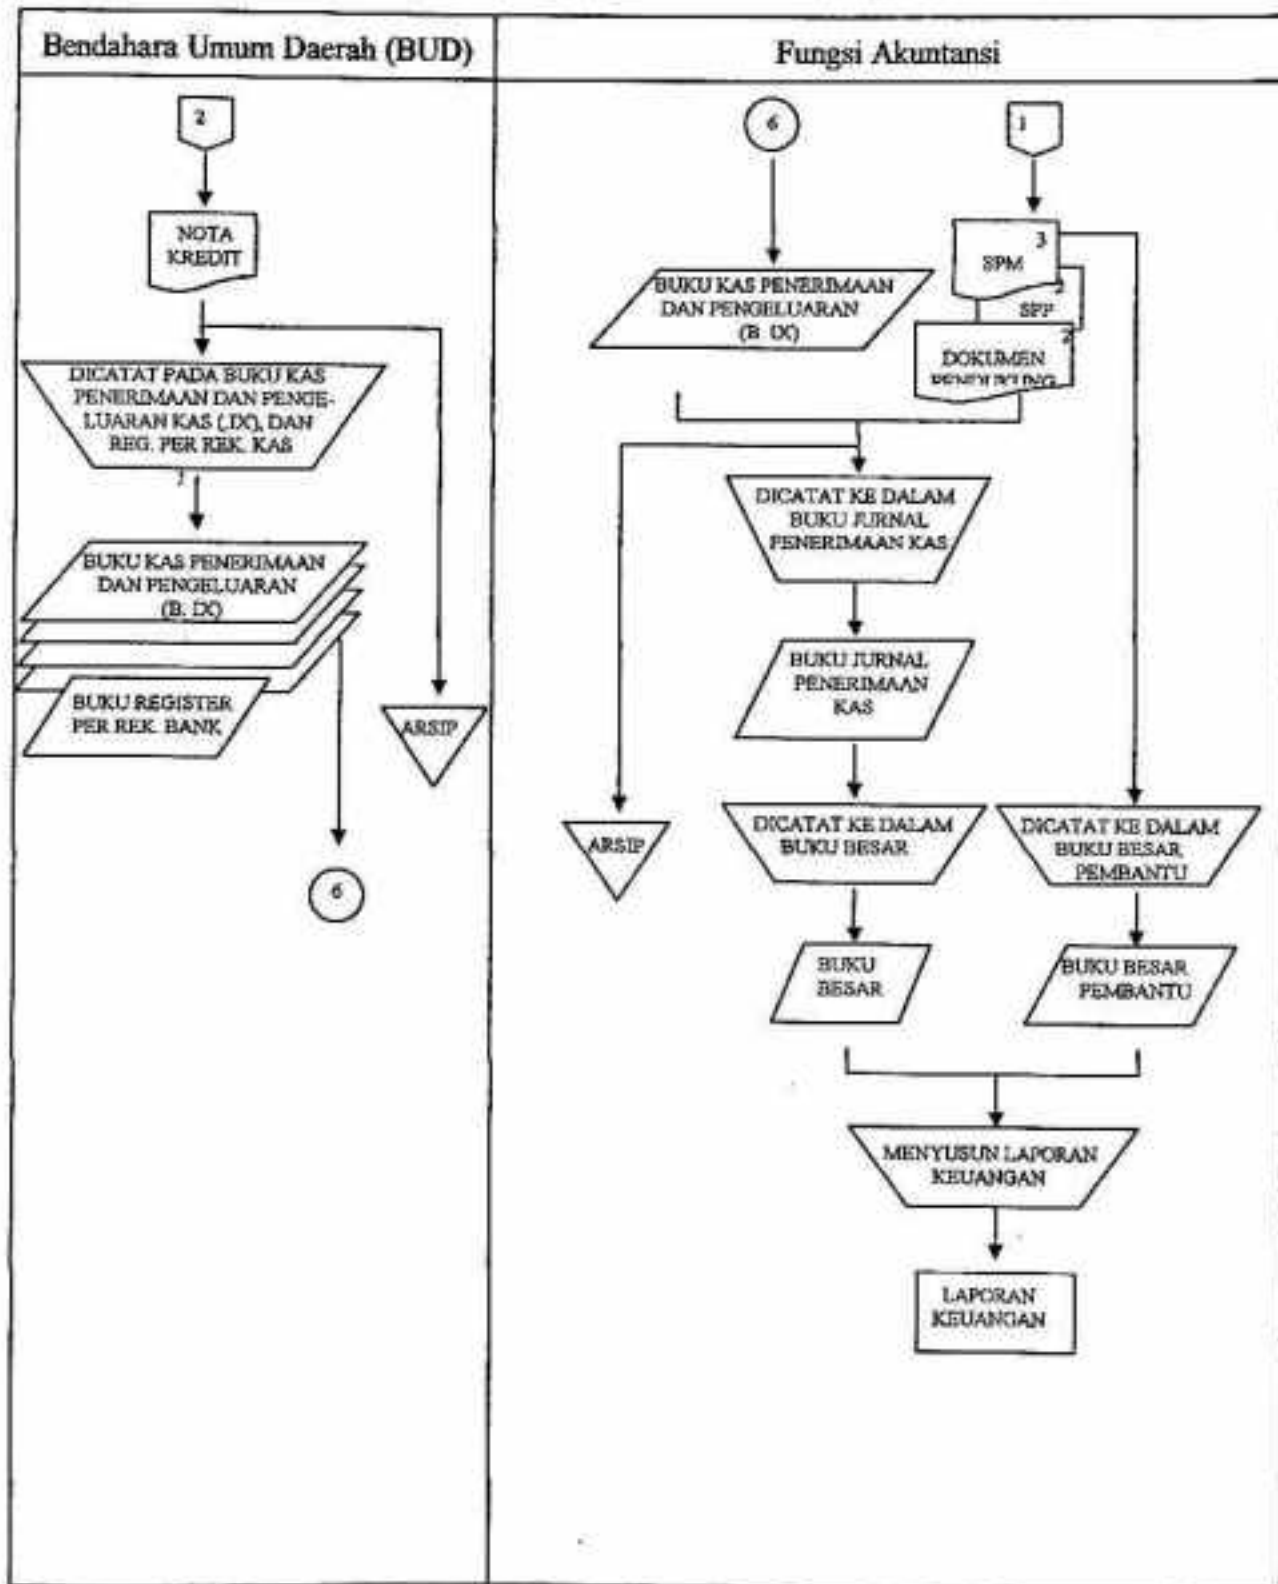 Bendahara Umum Daerah (BUD)
Fungsi Akuntansi
2
NOTA
KREDIT
DICATAT PADA BUKU KAS
PENERIMAAN DAN PENGE-
LUARAN KAS (.IX), DAN
REG. PER REK. KAS
BUKU KAS PENERIMAAN
DAN PENGELUARAN
(B. IX)
BUKU REGISTER
PER REK. BANK
ARSIP
6
6
BUKU KAS PENERIMAAN
DAN PENGELUARAN
(B. IX)
1
3
SPM
SPP
2
DOKUMEN
PENDUKUNG
DICATAT KE DALAM
BUKU JURNAL
PENERIMAAN KAS
BUKU JURNAL
PENERIMAAN
KAS
ARSIP
DICATAT KE DALAM
BUKU BESAR
DICATAT KE DALAM
BUKU BESAR
PEMBANTU
BUKU
BESAR
BUKU BESAR
PEMBANTU
MENYUSUN LAPORAN
KEUANGAN
LAPORAN
KEUANGAN